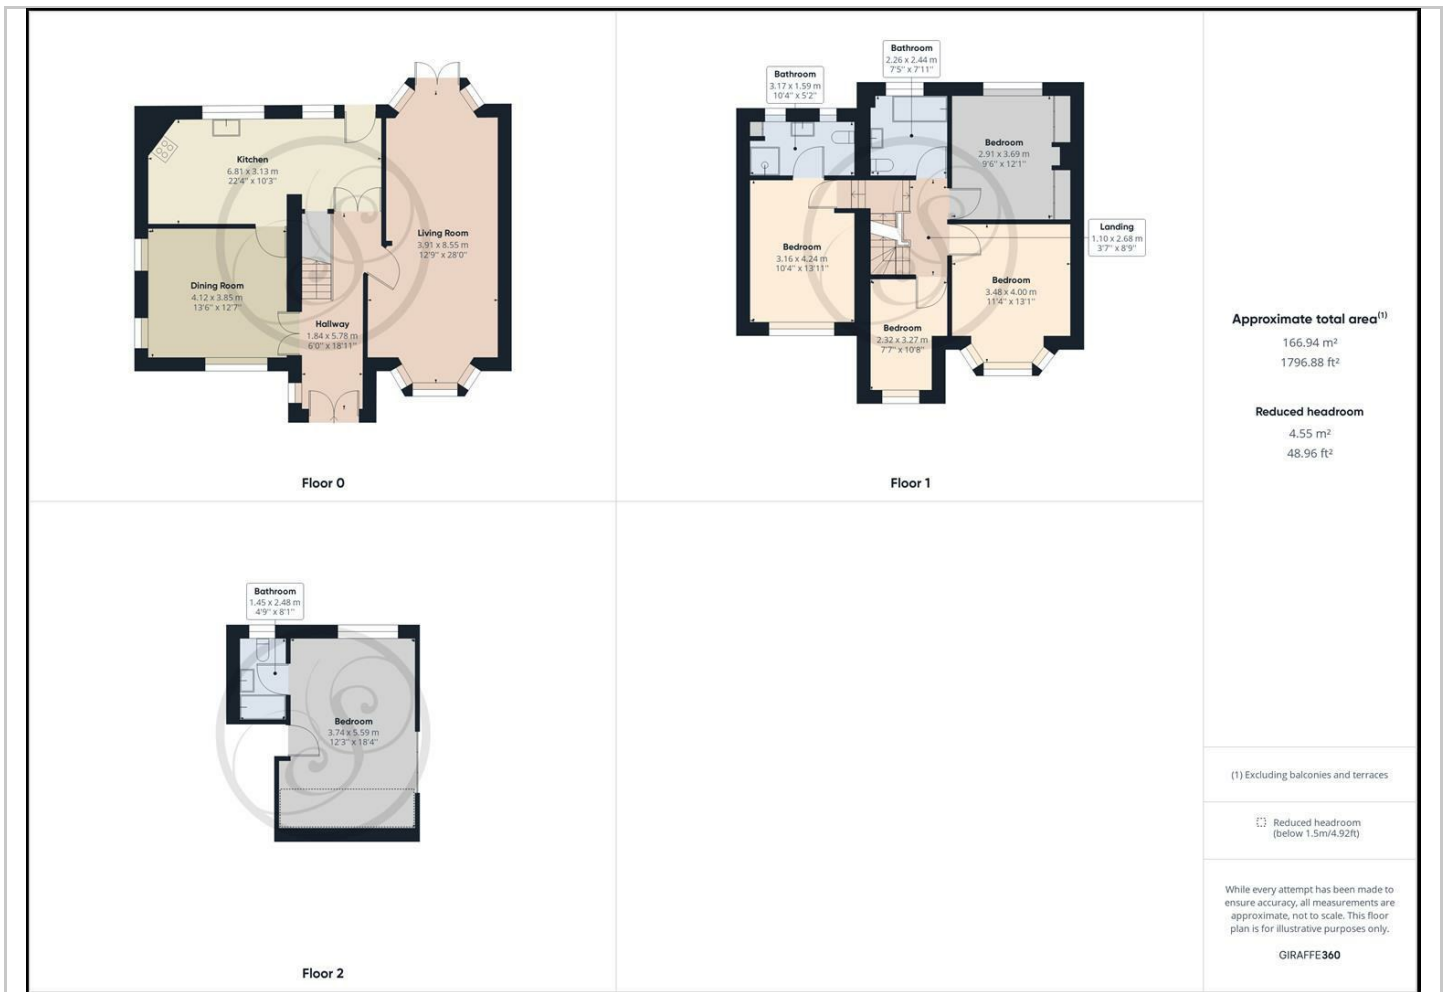 Kitchen
6.81 x 3.13 m
22'4" x 10'3"
Living Room
3.91 x 8.55 m
12'9" x 28'0"
Dining Room
4.12 x 3.85 m
13'6" x 12'7"
Hallway
1.84 x 5.78 m
6'0" x 18'11"
Floor 0
Bathroom
3.17 x 1.59 m
10'4" x 5'2"
Bathroom
2.26 x 2.44 m
7'5" x 7'11"
Bedroom
2.91 x 3.69 m
9'6" x 12'1"
Landing
1.10 x 2.68 m
3'7" x 8'9"
Bedroom
3.16 x 4.24 m
10'4" x 13'11"
Bedroom
3.48 x 4.00 m
11'4" x 13'1"
Bedroom
2.32 x 3.27 m
7'7" x 10'8"
Floor 1
Bathroom
1.45 x 2.48 m
4'9" x 8'1"
Bedroom
3.74 x 5.59 m
12'3" x 18'4"
Floor 2
Approximate total area(1)
166.94 m²
1796.88 ft²
Reduced headroom
4.55 m²
48.96 ft²
(1) Excluding balconies and terraces
Reduced headroom
(below 1.5m/4.92ft)
While every attempt has been made to
ensure accuracy, all measurements are
approximate, not to scale. This floor
plan is for illustrative purposes only.
GIRAFFE360